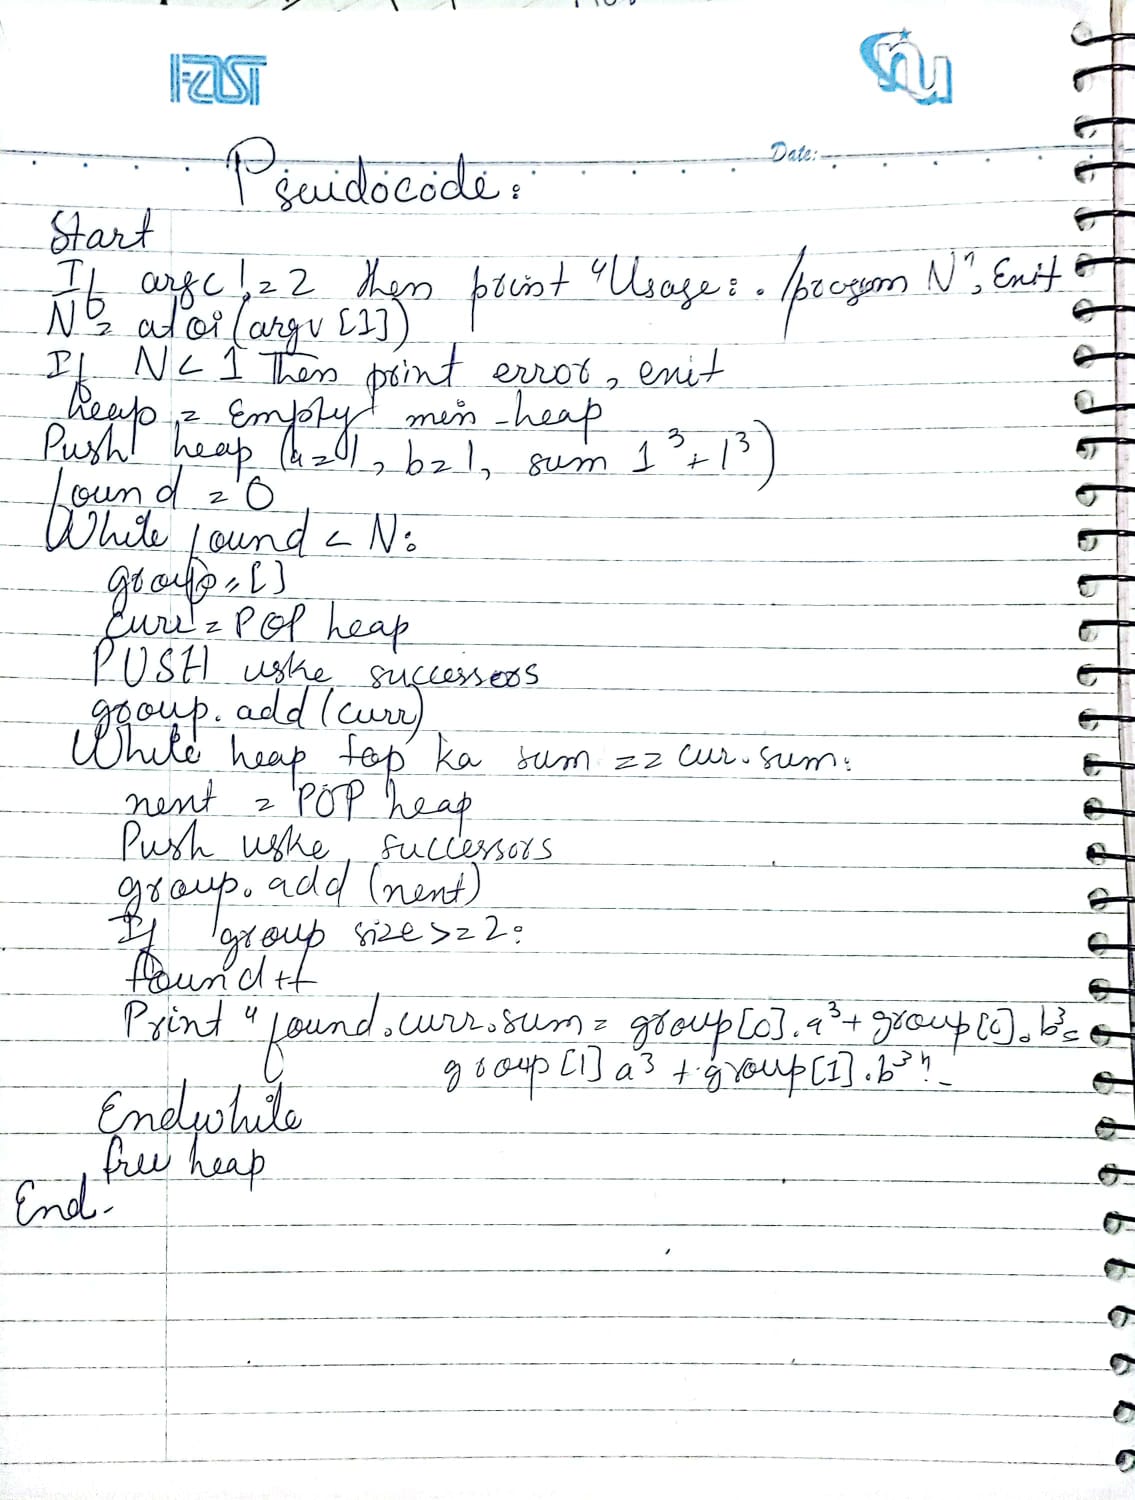 FAST
nu
Date:
Pseudocode:
Start
If argc != 2 then print "Usage: ./program N", Exit
N = atoi(argv[1])
If N < 1 Then print error, exit
heap = Empty min-heap
Push heap (a=1, b=1, sum 1³+1³)
found = 0
While found < N:
group = []
curr = POP heap
PUSH uske successors
group.add(curr)
While heap top ka sum == cur.sum:
next = POP heap
Push uske successors
group.add(next)
If group size >= 2:
found++
Print "found.curr.sum = group[0].a³+group[0].b³=
group[1]a³+group[1].b³".
Endwhile
free heap
End.